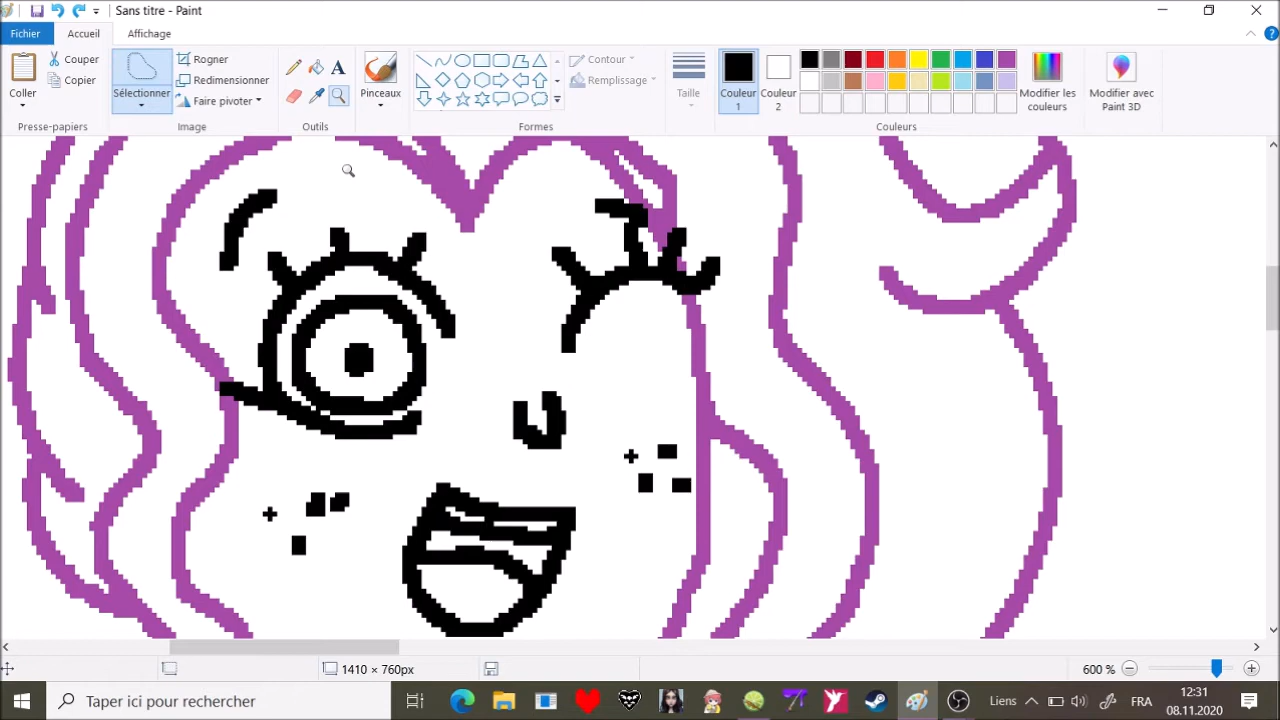 Sans titre - Paint
Fichier Accueil Affichage
Coller
Couper
Copier
Presse-papiers
Sélectionner
Rogner
Redimensionner
Faire pivoter
Image
A
Outils
Pinceaux
Contour
Remplissage
Formes
Taille
Couleur 1
Couleur 2
Modifier les couleurs
Couleurs
Modifier avec Paint 3D
1410 × 760px
600 %
Taper ici pour rechercher
Liens
FRA
12:31
08.11.2020